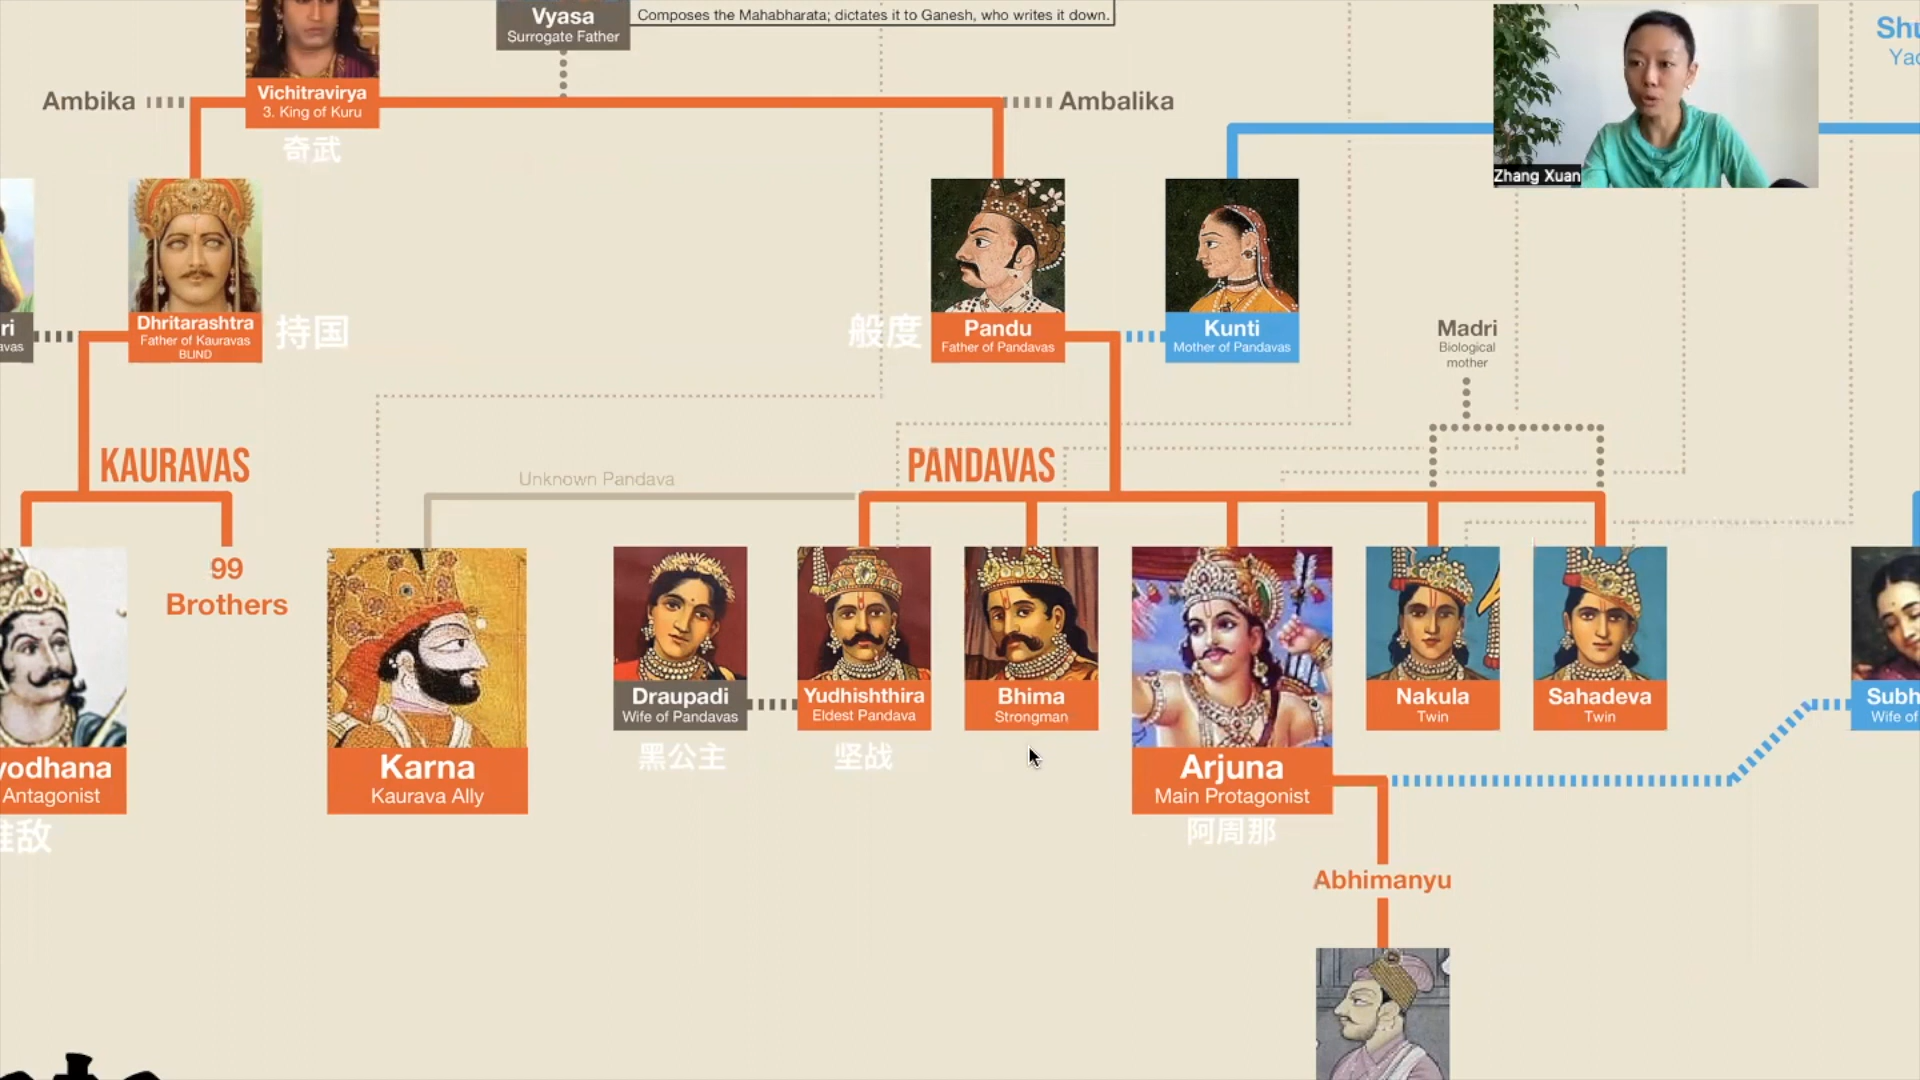 Vyasa
Surrogate Father
Composes the Mahabharata; dictates it to Ganesh, who writes it down.
Ambika
Vichitravirya
3. King of Kuru
奇武
Ambalika
Zhang Xuan
Dhritarashtra
Father of Kauravas
BLIND
持国
般度
Pandu
Father of Pandavas
Kunti
Mother of Pandavas
Madri
Biological
mother
KAURAVAS
Unknown Pandava
PANDAVAS
99
Brothers
yodhana
Antagonist
Karna
Kaurava Ally
Draupadi
Wife of Pandavas
黑公主
Yudhishthira
Eldest Pandava
坚战
Bhima
Strongman
Arjuna
Main Protagonist
阿周那
Nakula
Twin
Sahadeva
Twin
Subh
Wife of
Abhimanyu